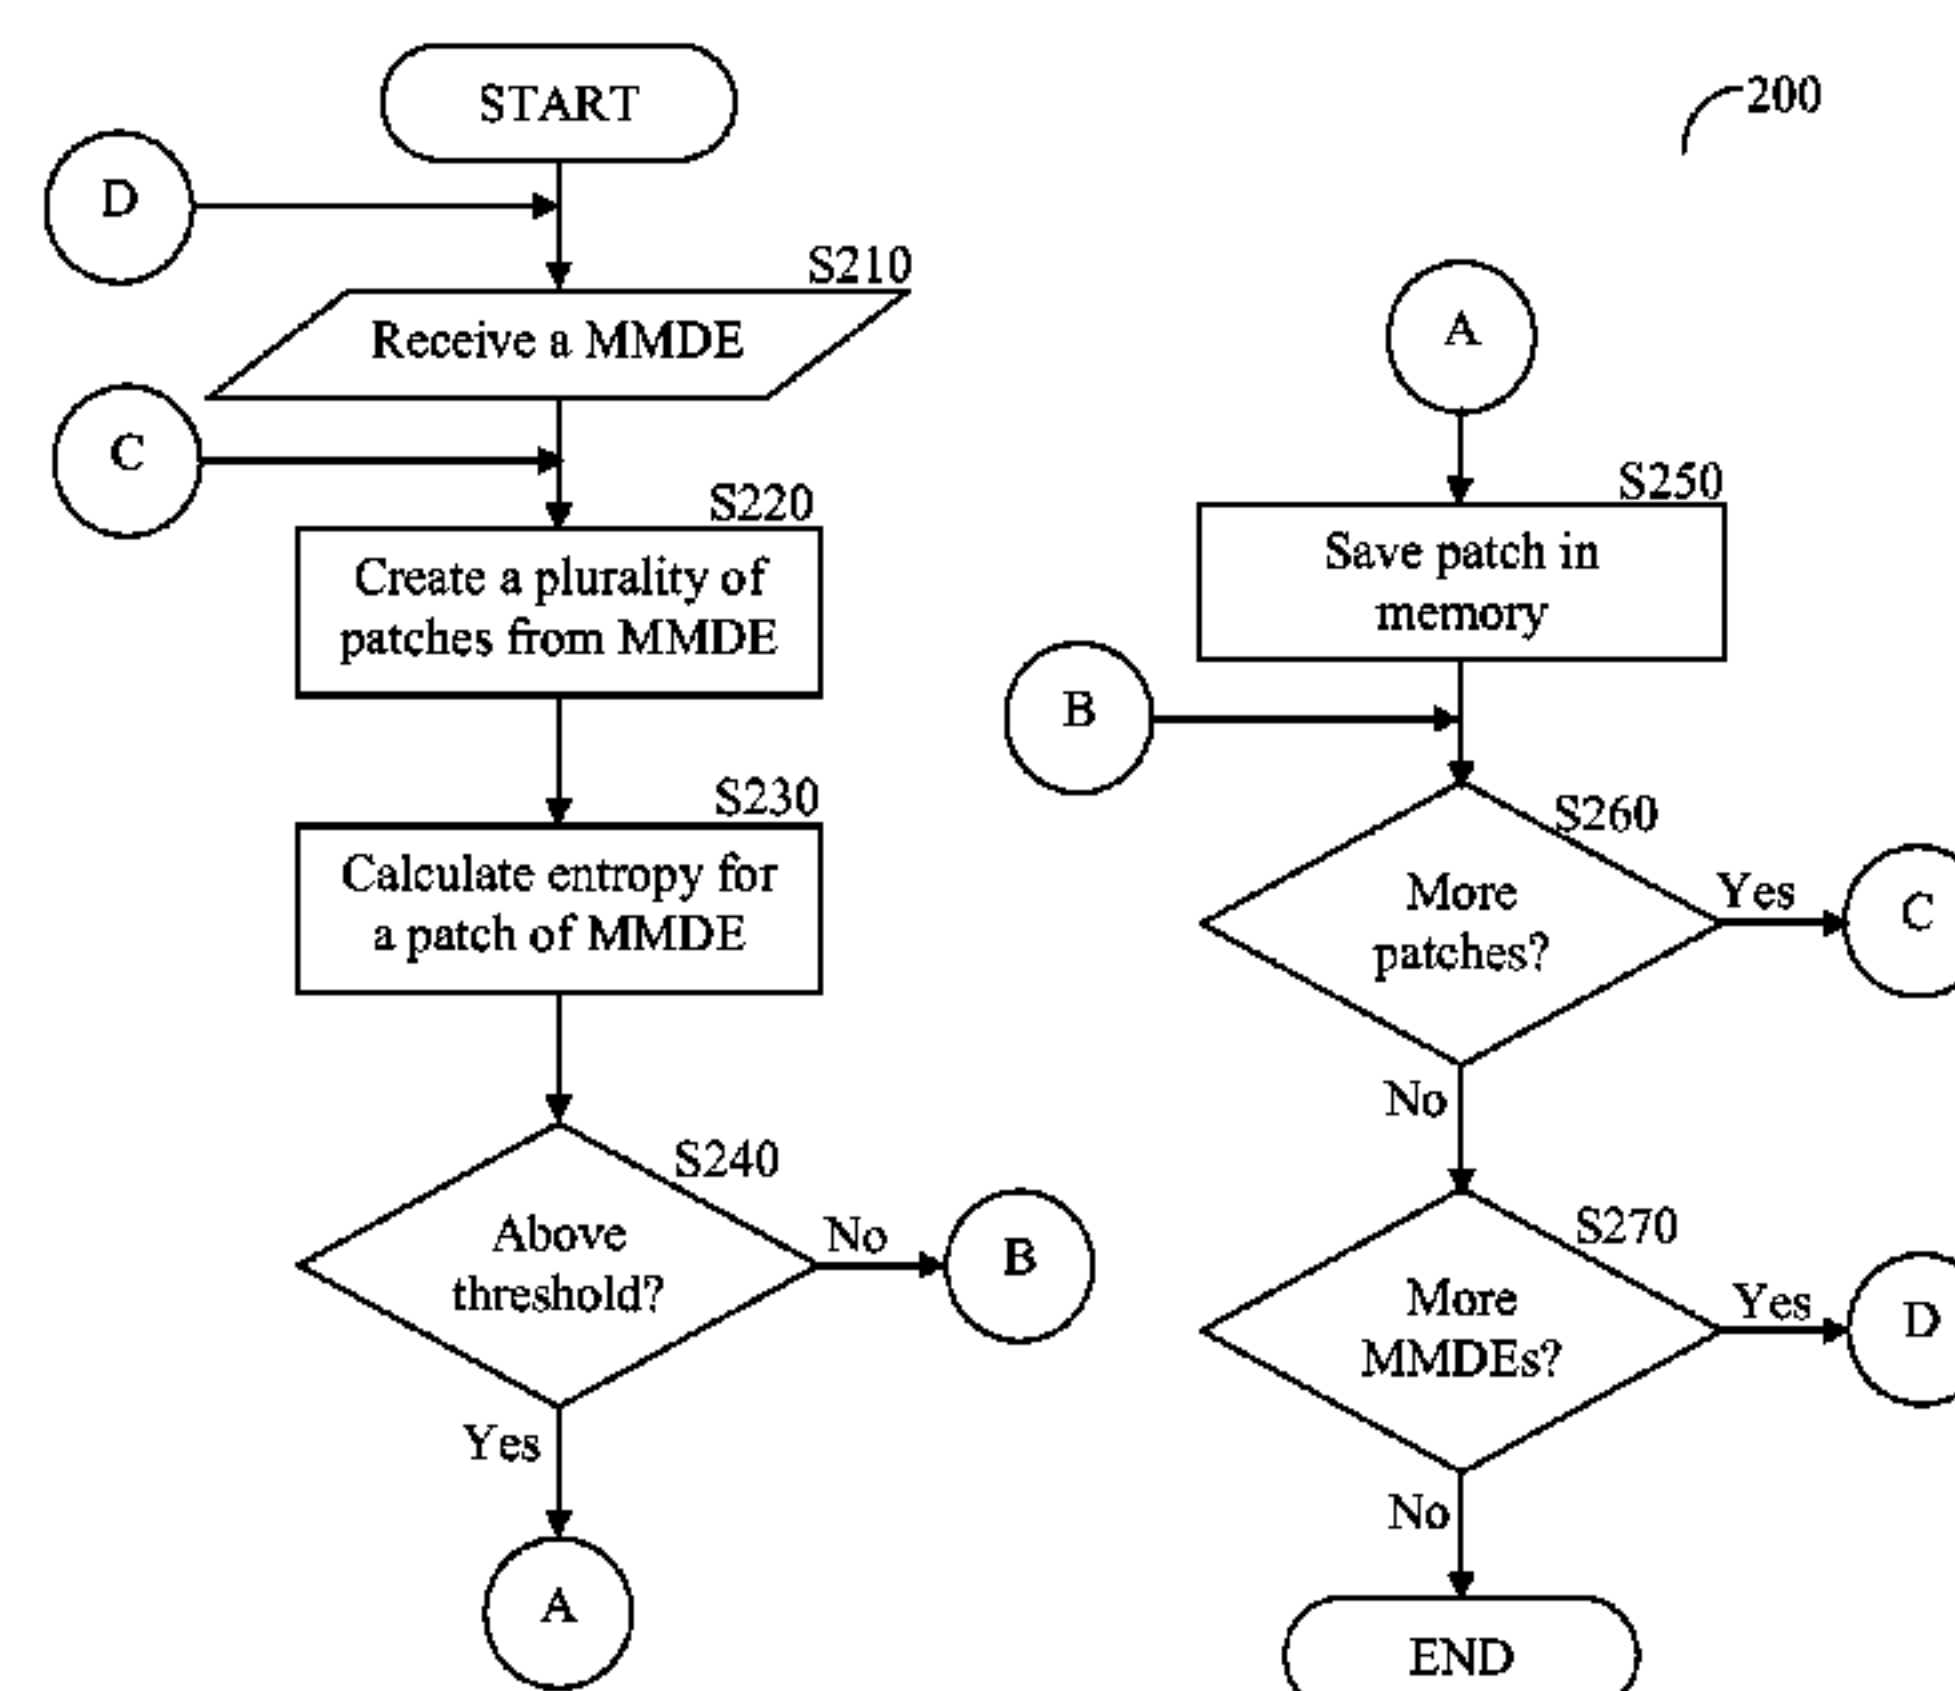 START
D
S210
Receive a MMDE
C
S220
Create a plurality of
patches from MMDE
S230
Calculate entropy for
a patch of MMDE
S240
Above
threshold?
No
B
Yes
A
200
A
S250
Save patch in
memory
B
S260
More
patches?
Yes
C
No
S270
More
MMDEs?
Yes
D
No
END